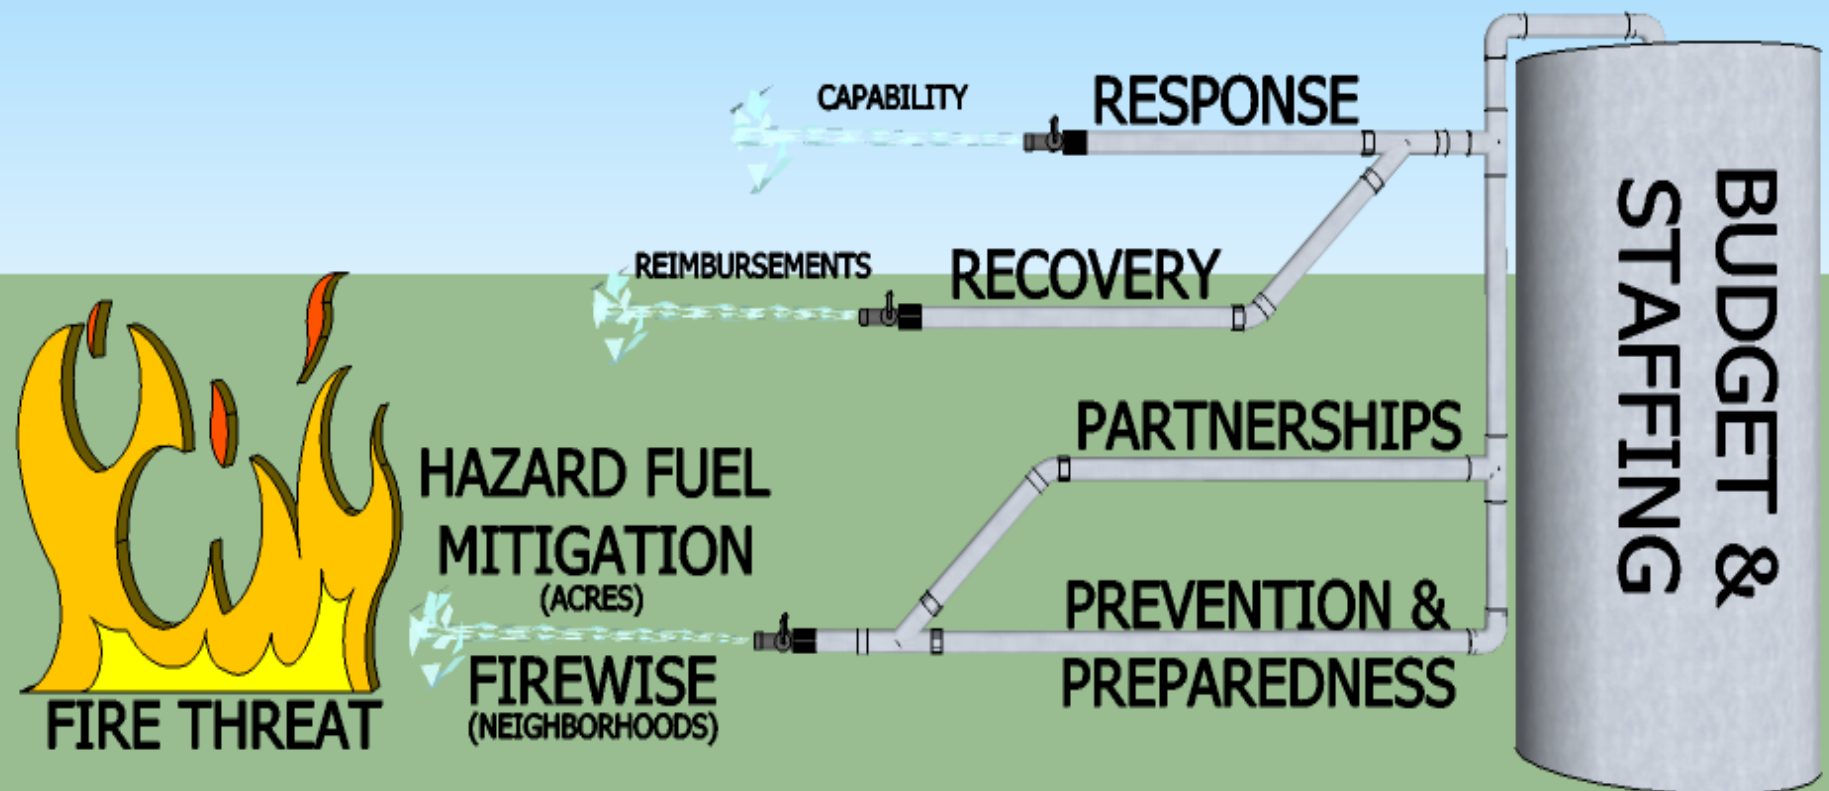 CAPABILITY
RESPONSE
REIMBURSEMENTS
RECOVERY
PARTNERSHIPS
HAZARD FUEL
MITIGATION
(ACRES)
PREVENTION &
PREPAREDNESS
FIREWISE
(NEIGHBORHOODS)
FIRE THREAT
BUDGET &
STAFFING